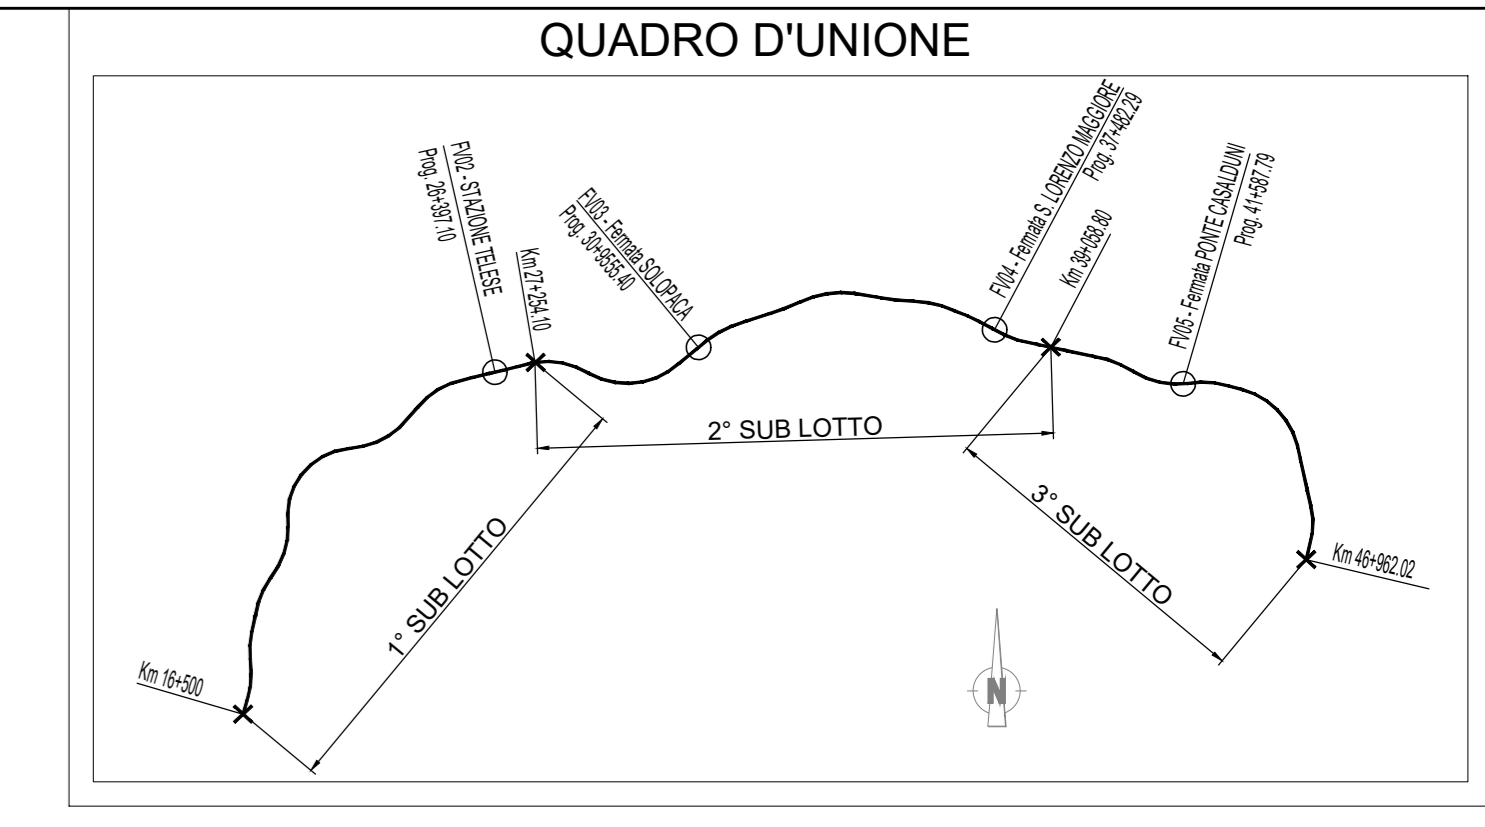 QUADRO D'UNIONE
FV02 - STAZIONE TELESE
Prog. 26+397.10
Km 27+254.10
FV03 - Fermata SOLOPACA
Prog. 30+9555.40
FV04 - Fermata S. LORENZO MAGGIORE
Prog. 37+482.29
Km 39+058.80
FV05 - Fermata PONTE CASALDUNI
Prog. 41+587.79
2° SUB LOTTO
1° SUB LOTTO
3° SUB LOTTO
Km 46+962.02
Km 16+500
N